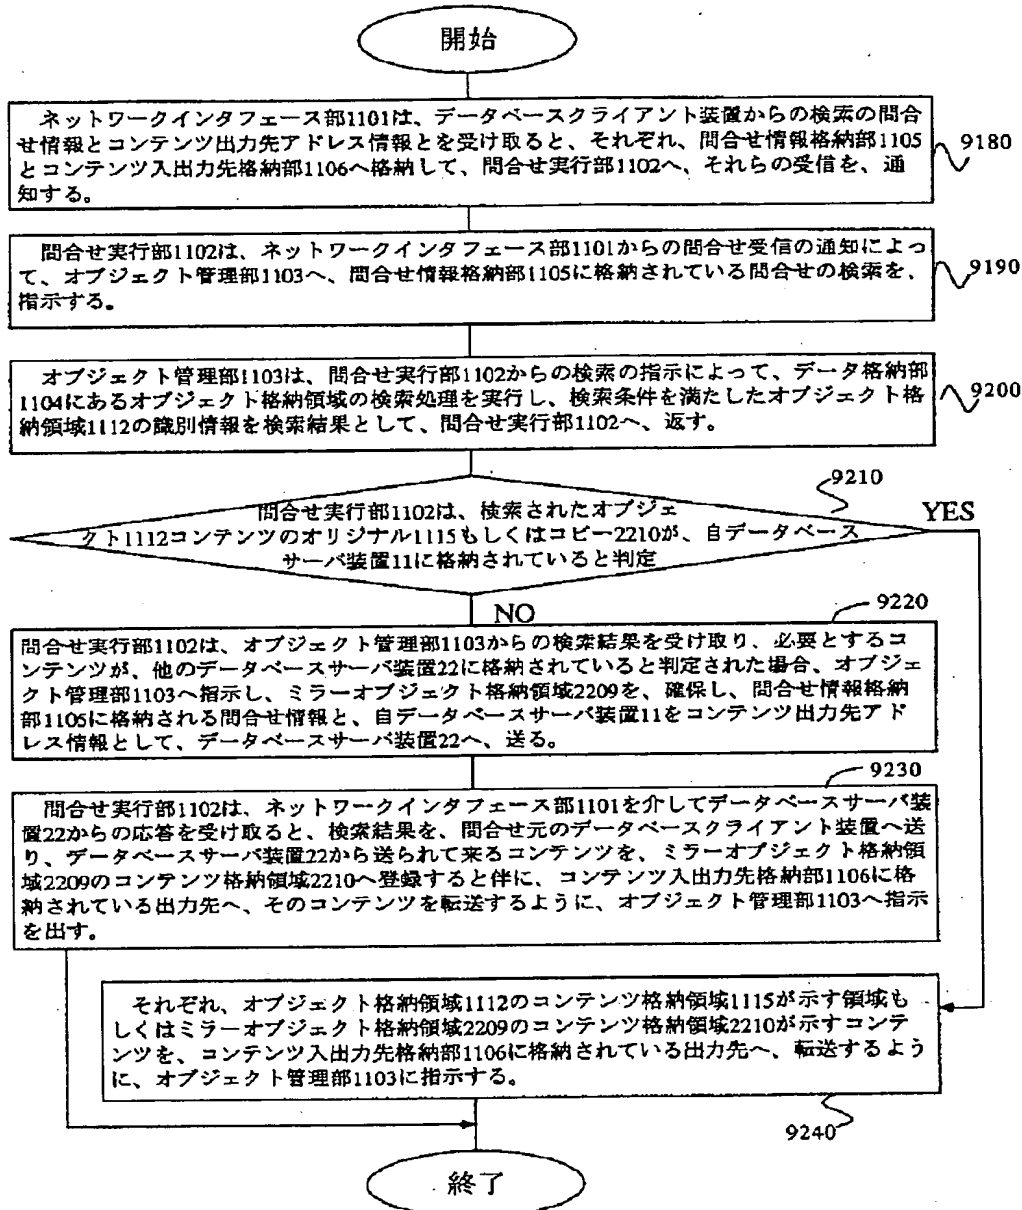 開始
ネットワークインタフェース部1101は、データベースクライアント装置からの検索の問合
せ情報とコンテンツ出力先アドレス情報とを受け取ると、それぞれ、問合せ情報格納部1105
とコンテンツ入出力先格納部1106へ格納して、問合せ実行部1102へ、それらの受信を、通
知する。
9180
問合せ実行部1102は、ネットワークインタフェース部1101からの問合せ受信の通知によっ
て、オブジェクト管理部1103へ、問合せ情報格納部1105に格納されている問合せの検索を、
指示する。
9190
オブジェクト管理部1103は、問合せ実行部1102からの検索の指示によって、データ格納部
1104にあるオブジェクト格納領域の検索処理を実行し、検索条件を満たしたオブジェクト格
納領域1112の識別情報を検索結果として、問合せ実行部1102へ、返す。
9200
9210
問合せ実行部1102は、検索されたオブジェ
クト1112コンテンツのオリジナル1115もしくはコピー2210が、自データベース
サーバ装置11に格納されていると判定
YES
NO
9220
問合せ実行部1102は、オブジェクト管理部1103からの検索結果を受け取り、必要とするコ
ンテンツが、他のデータベースサーバ装置22に格納されていると判定された場合、オブジェ
クト管理部1103へ指示し、ミラーオブジェクト格納領域2209を、確保し、問合せ情報格納
部1105に格納される問合せ情報と、自データベースサーバ装置11をコンテンツ出力先アド
レス情報として、データベースサーバ装置22へ、送る。
9230
問合せ実行部1102は、ネットワークインタフェース部1101を介してデータベースサーバ装
置22からの応答を受け取ると、検索結果を、問合せ元のデータベースクライアント装置へ送
り、データベースサーバ装置22から送られて来るコンテンツを、ミラーオブジェクト格納領
域2209のコンテンツ格納領域2210へ登録すると伴に、コンテンツ入出力先格納部1106に格
納されている出力先へ、そのコンテンツを転送するように、オブジェクト管理部1103へ指示
を出す。
それぞれ、オブジェクト格納領域1112のコンテンツ格納領域1115が示す領域も
しくはミラーオブジェクト格納領域2209のコンテンツ格納領域2210が示すコンテ
ンツを、コンテンツ入出力先格納部1106に格納されている出力先へ、転送するよう
に、オブジェクト管理部1103に指示する。
9240
終了